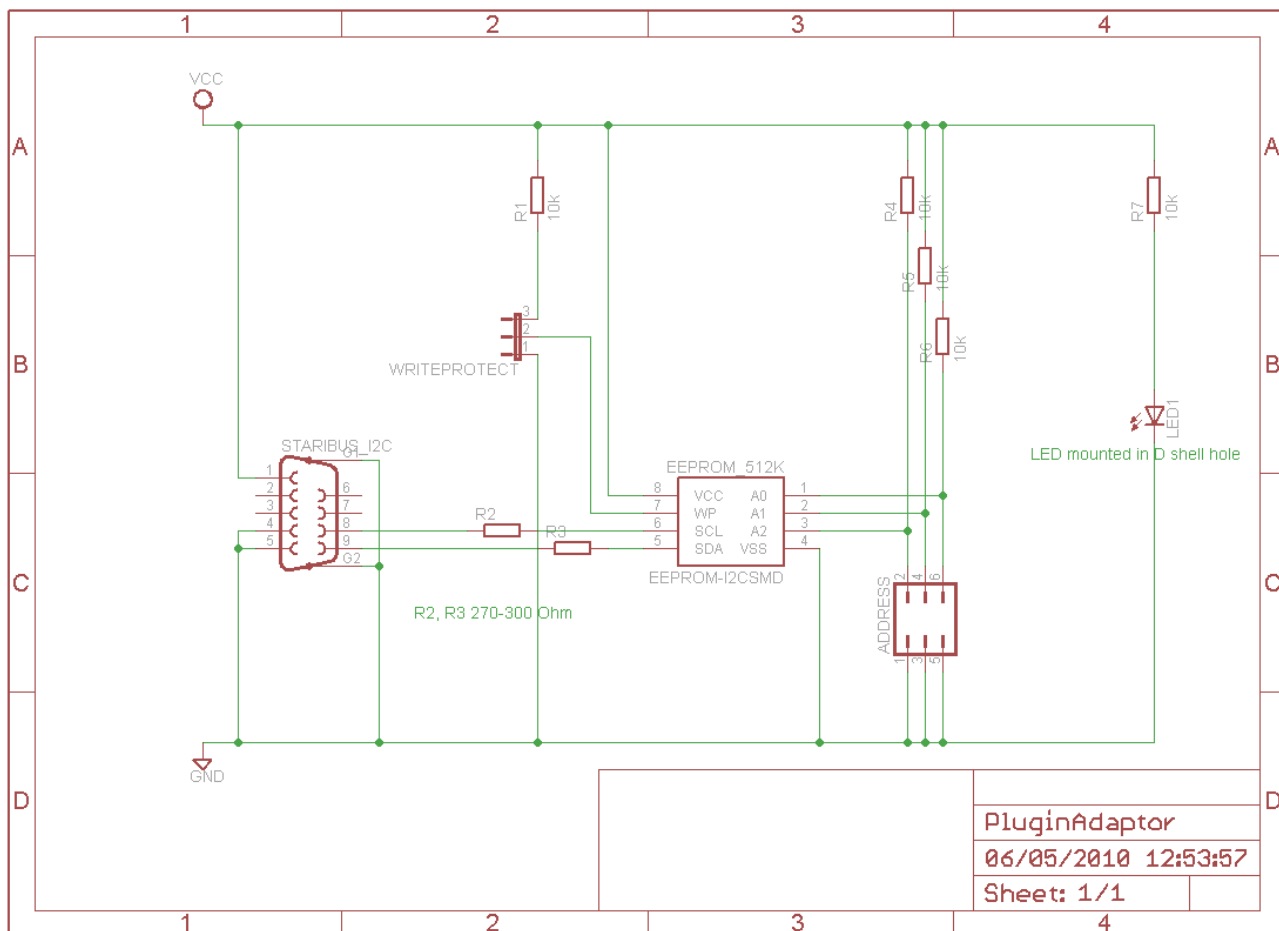 1 2 3 4
VCC
A A
R1 10k
R4 10k
R7 10k
R5 10k
R6 10k
3
2
1
WRITEPROTECT
B B
LED1
LED mounted in D shell hole
STARIBUS_I2C
G1
1
2 6
3 7
4 8
5 9
G2
R2
R3
EEPROM_512K
8 VCC A0 1
7 WP A1 2
6 SCL A2 3
5 SDA VSS 4
EEPROM-I2CSMD
C C
R2, R3 270-300 Ohm
ADDRESS
2 4 6
1 3 5
GND
D D
PluginAdaptor
06/05/2010 12:53:57
Sheet: 1/1
1 2 3 4